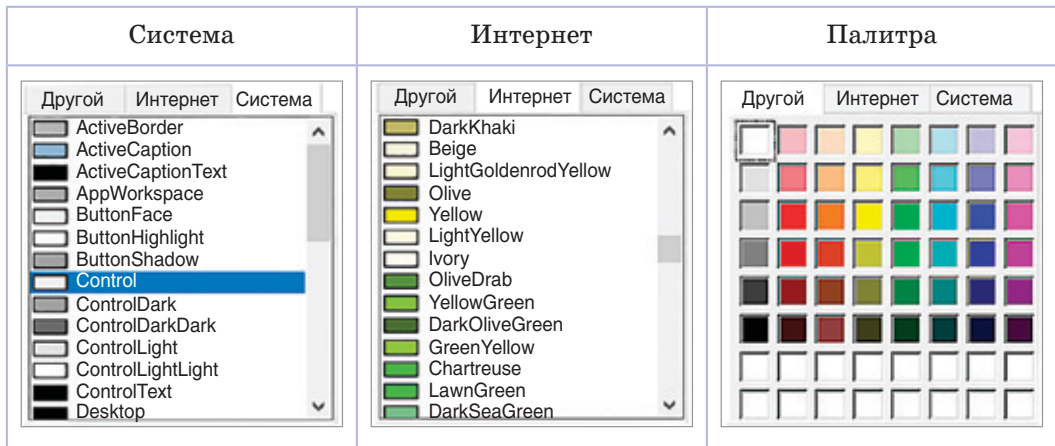 Система
Интернет
Палитра
Другой Интернет Система
ActiveBorder
ActiveCaption
ActiveCaptionText
AppWorkspace
ButtonFace
ButtonHighlight
ButtonShadow
Control
ControlDark
ControlDarkDark
ControlLight
ControlLightLight
ControlText
Desktop
Другой Интернет Система
DarkKhaki
Beige
LightGoldenrodYellow
Olive
Yellow
LightYellow
Ivory
OliveDrab
YellowGreen
DarkOliveGreen
GreenYellow
Chartreuse
LawnGreen
DarkSeaGreen
Другой Интернет Система